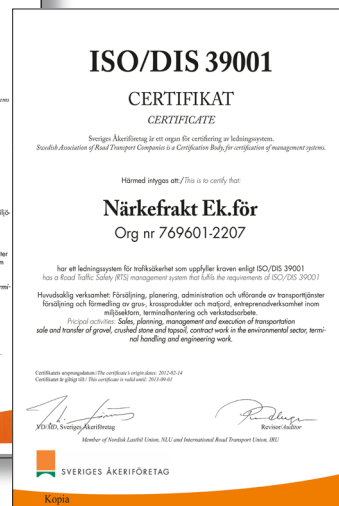 ISO/DIS 39001
CERTIFIKAT
CERTIFICATE
Sveriges Åkeriföretag är ett organ för certifiering av ledningssystem.
Swedish Association of Road Transport Companies is a Certification Body, for certification of management systems.
Härmed intygas att:/This is to certify that:
Närkefrakt Ek.för
Org nr 769601-2207
har ett ledningssystem för trafiksäkerhet som uppfyller kraven enligt ISO/DIS 39001
has a Road Traffic Safety (RTS) management system that fulfils the requirements of ISO/DIS 39001
Huvudsaklig verksamhet: Försäljning, planering, administration och utförande av transporttjänster
försäljning och förmedling av grus-, krossprodukter och matjord, entreprenadverksamhet inom
miljösektorn, terminalhantering och verkstadsarbete.
Pricipal activities: Sales, planning, management and execution of transportation
sale and transfer of gravel, crushed stone and topsoil, contract work in the environmental sector, termi-
nal handling and engineering work.
Certifikatets ursprungsdatum:/The certificate's origin date: 2012-02-14
Certifikatet är giltigt till:/ This certificate is valid until: 2013-09-03
VD/MD, Sveriges Åkeriföretag
Revisor/Auditor
Member of Nordisk Lastbil Union, NLU and International Road Transport Union, IRU
SVERIGES ÅKERIFÖRETAG
Kopia